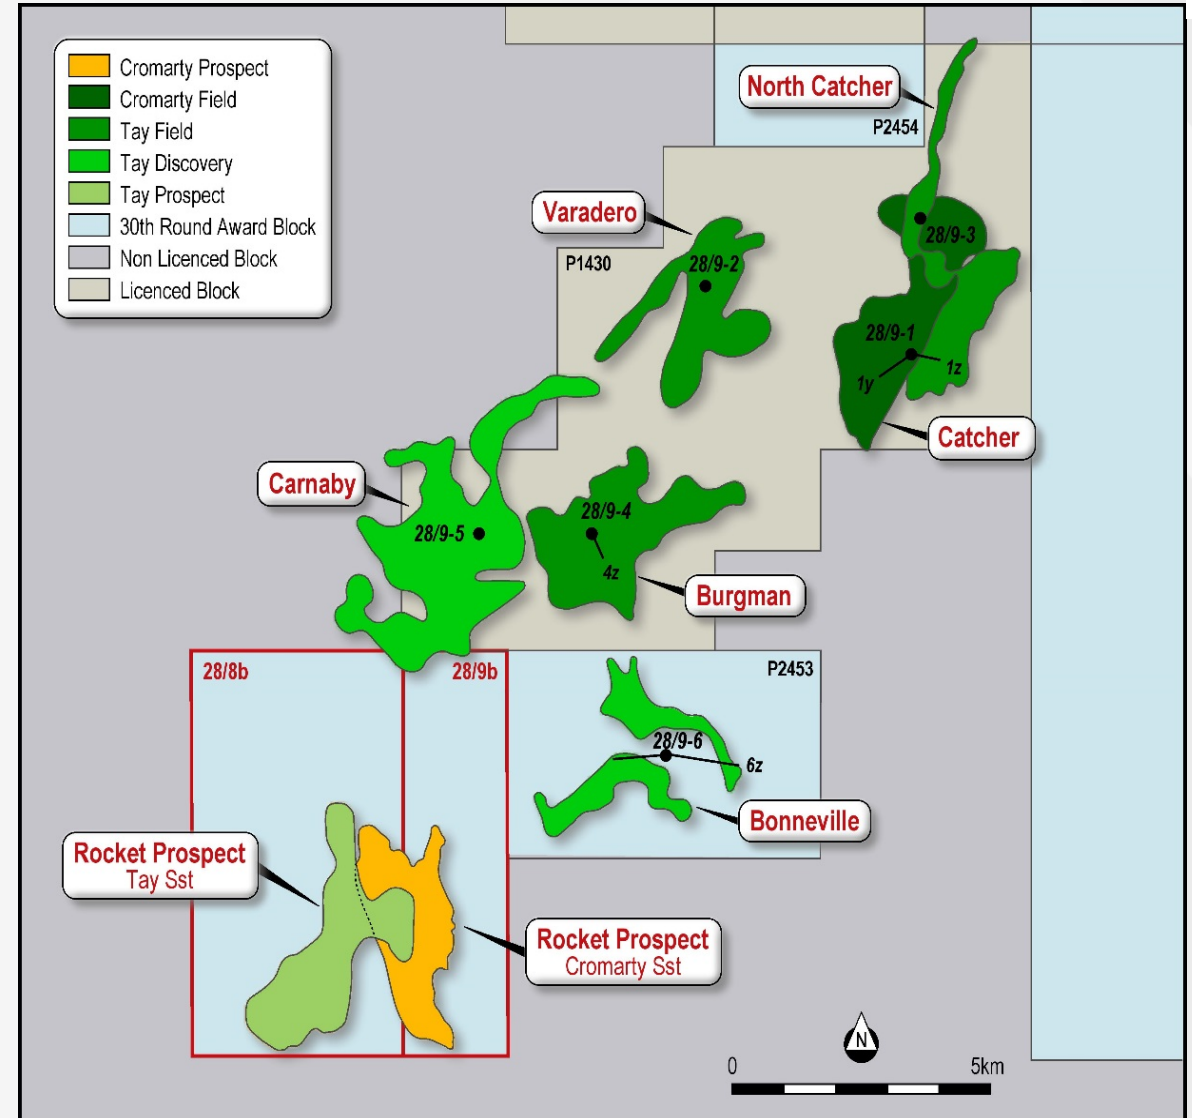 Cromarty Prospect
Cromarty Field
Tay Field
Tay Discovery
Tay Prospect
30th Round Award Block
Non Licenced Block
Licenced Block
North Catcher
P2454
Varadero
28/9-3
P1430
28/9-2
28/9-1
1y
1z
Catcher
Carnaby
28/9-5
28/9-4
4z
Burgman
28/8b
28/9b
P2453
28/9-6
6z
Bonneville
Rocket Prospect
Tay Sst
Rocket Prospect
Cromarty Sst
N
0
5km